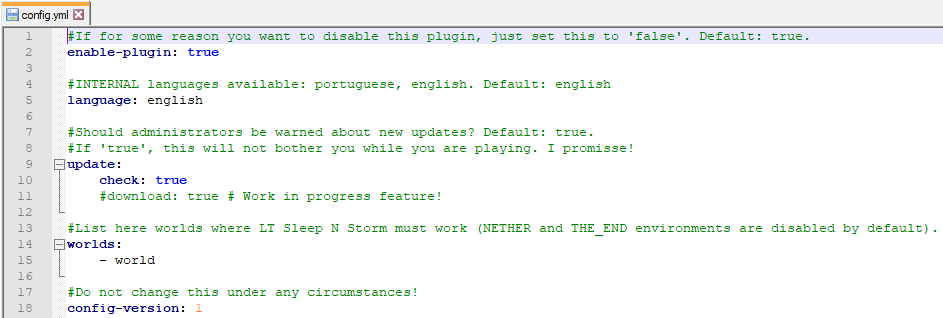 config.yml
1 #If for some reason you want to disable this plugin, just set this to 'false'. Default: true.
2 enable-plugin: true
3
4 #INTERNAL languages available: portuguese, english. Default: english
5 language: english
6
7 #Should administrators be warned about new updates? Default: true.
8 #If 'true', this will not bother you while you are playing. I promisse!
9 update:
10 check: true
11 #download: true # Work in progress feature!
12
13 #List here worlds where LT Sleep N Storm must work (NETHER and THE_END environments are disabled by default).
14 worlds:
15 - world
16
17 #Do not change this under any circumstances!
18 config-version: 1